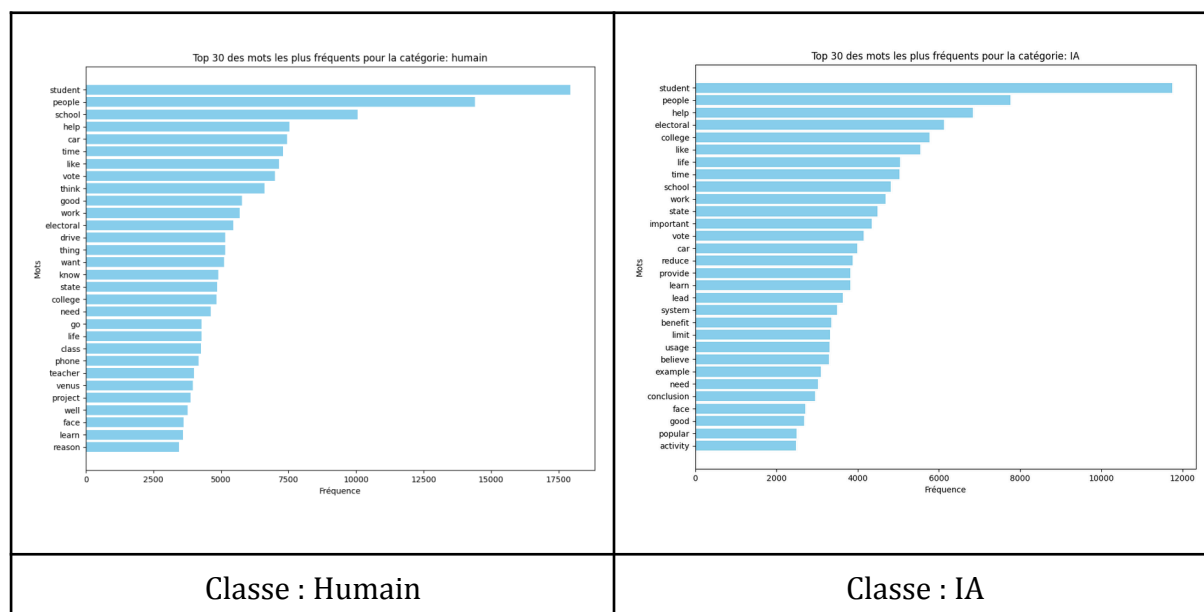 Top 30 des mots les plus fréquents pour la catégorie: humain
student
people
school
help
car
time
like
vote
think
good
work
electoral
drive
thing
want
know
state
college
need
go
life
class
phone
teacher
venus
project
well
face
learn
reason
Mots
0 2500 5000 7500 10000 12500 15000 17500
Fréquence
Classe : Humain
Top 30 des mots les plus fréquents pour la catégorie: IA
student
people
help
electoral
college
like
life
time
school
work
state
important
vote
car
reduce
provide
learn
lead
system
benefit
limit
usage
believe
example
need
conclusion
face
good
popular
activity
Mots
0 2000 4000 6000 8000 10000 12000
Fréquence
Classe : IA